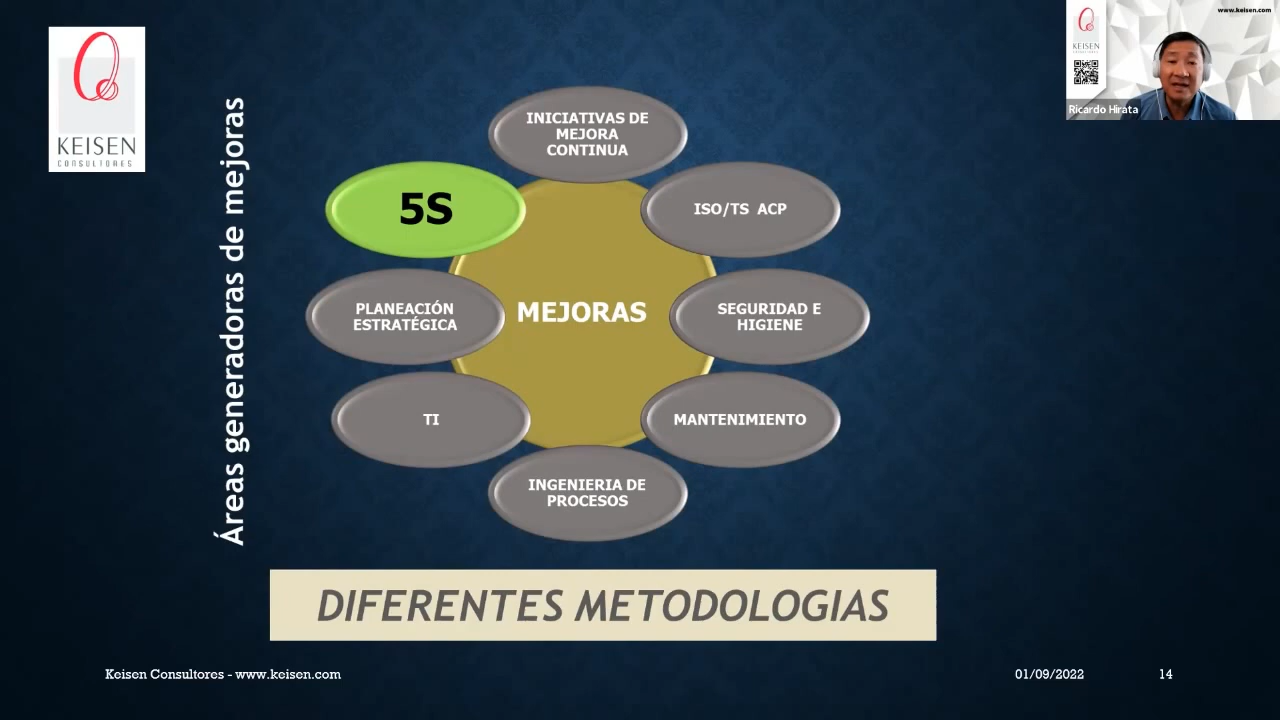 KEISEN
CONSULTORES
Áreas generadoras de mejoras
INICIATIVAS DE
MEJORA
CONTINUA
5S
ISO/TS  ACP
PLANEACIÓN
ESTRATÉGICA
MEJORAS
SEGURIDAD E
HIGIENE
TI
MANTENIMIENTO
INGENIERIA DE
PROCESOS
DIFERENTES METODOLOGIAS
Keisen Consultores - www.keisen.com
01/09/2022
14
www.keisen.com
KEISEN
Ricardo Hirata